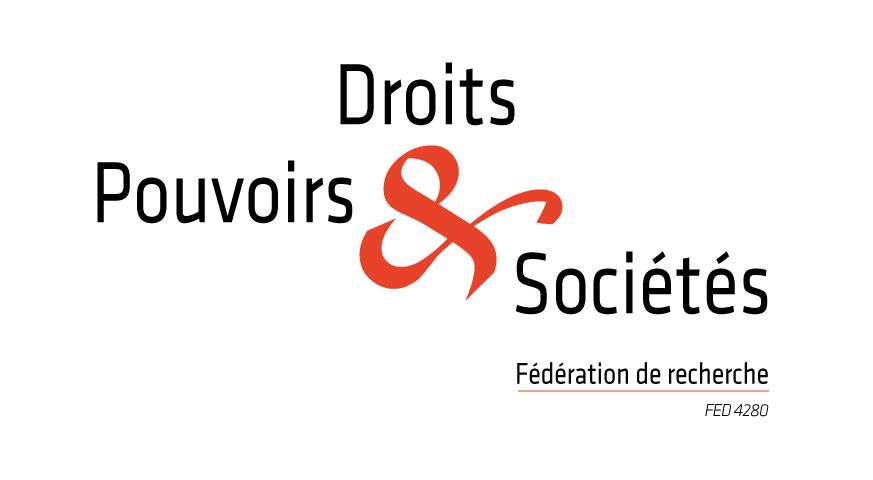 Droits
Pouvoirs &
Sociétés
Fédération de recherche
FED 4280